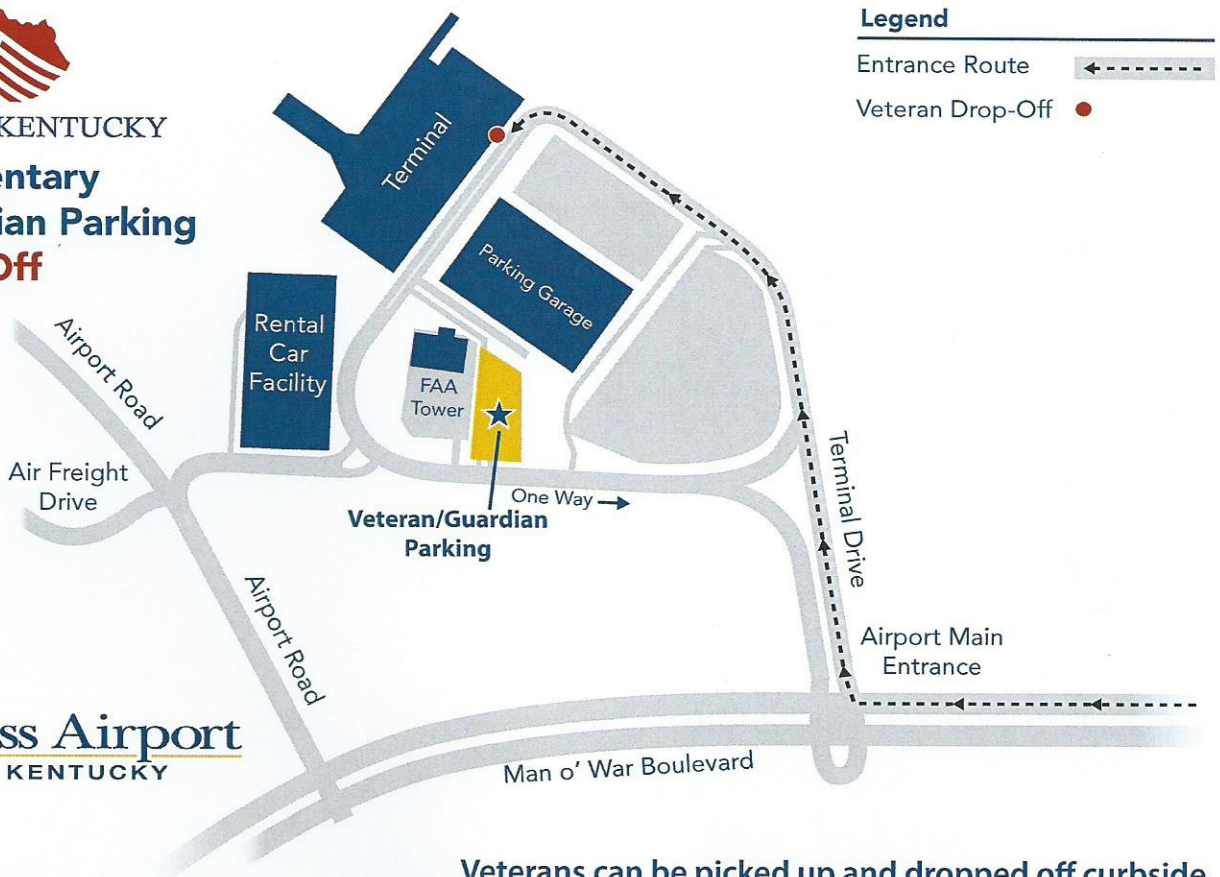 KENTUCKY
entary
ian Parking
Off
Legend
Entrance Route
Veteran Drop-Off
Terminal
Parking Garage
Rental
Car
Facility
FAA
Tower
Airport Road
Air Freight
Drive
One Way
Veteran/Guardian
Parking
Terminal Drive
Airport Road
Airport Main
Entrance
ss Airport
KENTUCKY
Man o' War Boulevard
Veterans can be picked up and dropped off curbside